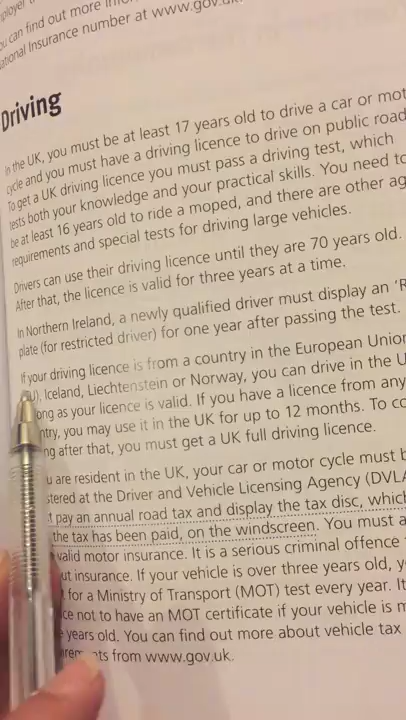 ployer
ou can find out more
ational Insurance number at www.gov.uk
Driving
In the UK, you must be at least 17 years old to drive a car or mot
cycle and you must have a driving licence to drive on public road
To get a UK driving licence you must pass a driving test, which
tests both your knowledge and your practical skills. You need to
be at least 16 years old to ride a moped, and there are other ag
requirements and special tests for driving large vehicles.
Drivers can use their driving licence until they are 70 years old.
After that, the licence is valid for three years at a time.
In Northern Ireland, a newly qualified driver must display an ‘R
plate (for restricted driver) for one year after passing the test.
If your driving licence is from a country in the European Union
), Iceland, Liechtenstein or Norway, you can drive in the U
ong as your licence is valid. If you have a licence from any
ntry, you may use it in the UK for up to 12 months. To co
ng after that, you must get a UK full driving licence.
u are resident in the UK, your car or motor cycle must b
stered at the Driver and Vehicle Licensing Agency (DVLA
t pay an annual road tax and display the tax disc, which
the tax has been paid, on the windscreen. You must a
valid motor insurance. It is a serious criminal offence
ut insurance. If your vehicle is over three years old, y
for a Ministry of Transport (MOT) test every year. It
ce not to have an MOT certificate if your vehicle is m
years old. You can find out more about vehicle tax
ts from www.gov.uk.